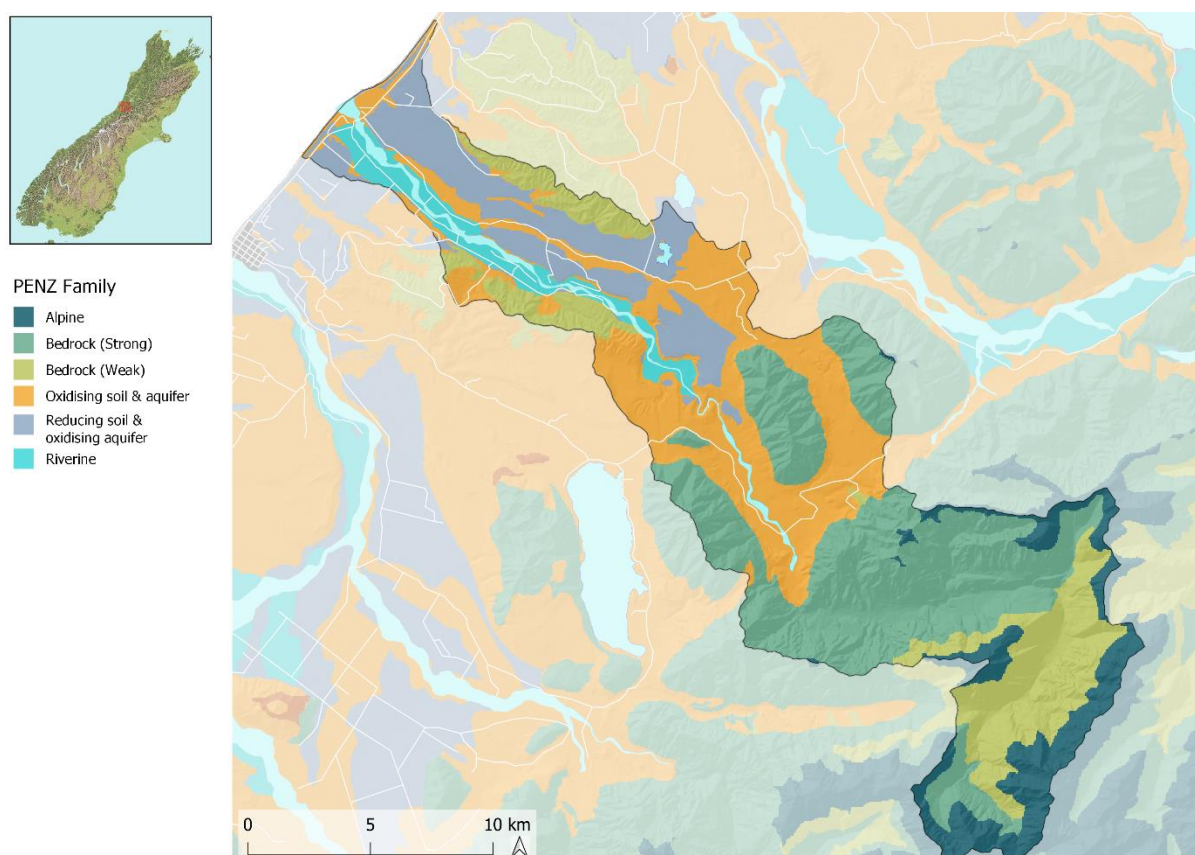 PENZ Family
Alpine
Bedrock (Strong)
Bedrock (Weak)
Oxidising soil & aquifer
Reducing soil &
oxidising aquifer
Riverine
0 5 10 km